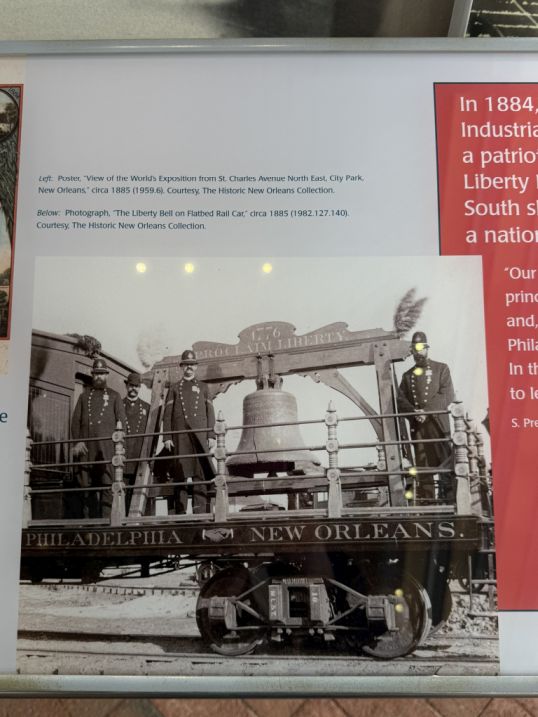 Left: Poster, "View of the World's Exposition from St. Charles Avenue North East, City Park,
New Orleans," circa 1885 (1959.6). Courtesy, The Historic New Orleans Collection.
Below: Photograph, "The Liberty Bell on Flatbed Rail Car," circa 1885 (1982.127.140).
Courtesy, The Historic New Orleans Collection.
In 1884,
Industria
a patrio
Liberty
South s
a nation
"Our
princ
and,
Phila
In th
to le
S. Pre
1776
PROCLAIM LIBERTY
PHILADELPHIA NEW ORLEANS.
e